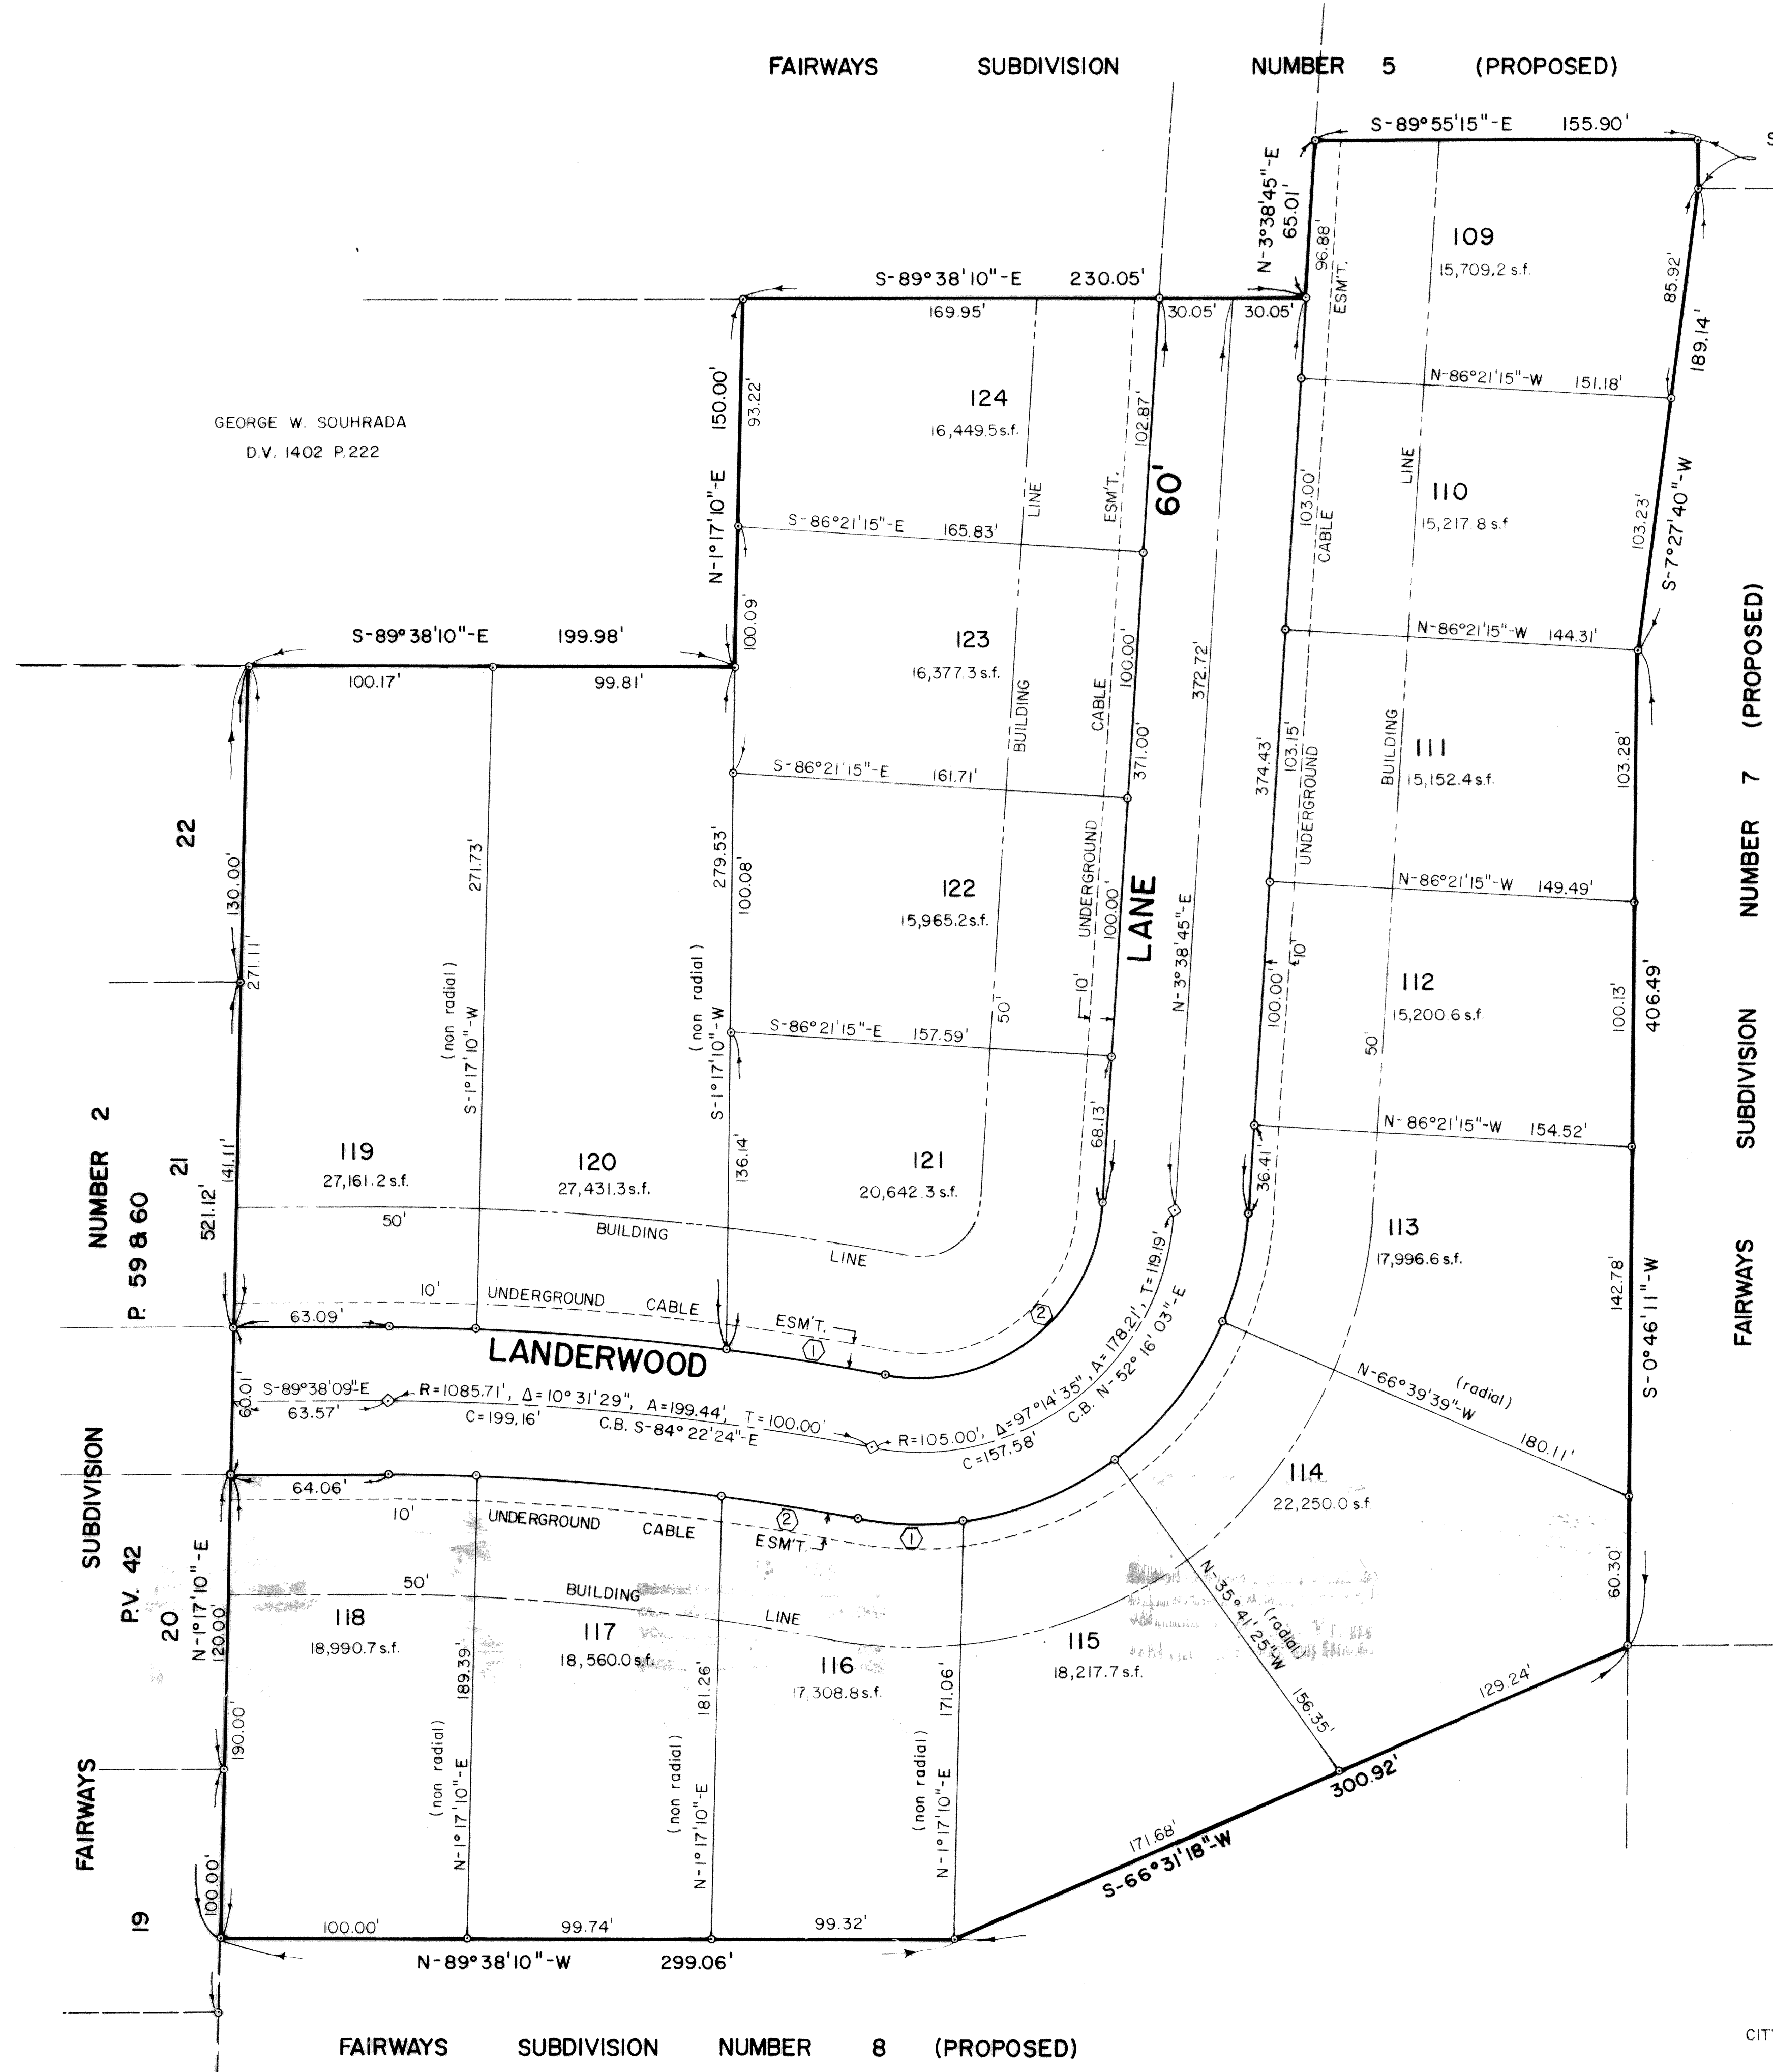 FAIRWAYS SUBDIVISION NUMBER 5 (PROPOSED)
S-89°55'15"-E 155.90'
S
N-3°38'45"-E
65.01'
96.88'
ESM'T.
109
15,709.2 s.f.
85.92'
189.14'
S-89°38'10"-E 230.05'
169.95'
30.05'
30.05'
GEORGE W. SOUHRADA
D.V. 1402 P.222
150.00'
N-1°17'10"-E
93.22'
124
16,449.5 s.f.
102.87'
ESM'T.
LINE
60'
N-86°21'15"-W 151.18'
103.00'
CABLE
LINE
110
15,217.8 s.f
103.23'
S-7°27'40"-W
S-86°21'15"-E 165.83'
100.09'
123
16,377.3 s.f.
100.00'
CABLE
BUILDING
371.00'
372.72'
N-86°21'15"-W 144.31'
S-89°38'10"-E 199.98'
100.17'
99.81'
S-86°21'15"-E 161.71'
374.43'
103.15'
UNDERGROUND
BUILDING
111
15,152.4 s.f.
103.28'
FAIRWAYS SUBDIVISION NUMBER 7 (PROPOSED)
22
130.00'
271.11'
271.73'
(non radial)
S-1°17'10"-W
279.53'
100.08'
(non radial)
S-1°17'10"-W
122
15,965.2 s.f.
UNDERGROUND
100.00'
10'
50'
LANE
N-3°38'45"-E
N-86°21'15"-W 149.49'
100.00'
10'
112
15,200.6 s.f.
50'
100.13'
406.49'
S-86°21'15"-E 157.59'
N-86°21'15"-W 154.52'
NUMBER 2
P. 59 & 60
21
521.12'
141.11'
119
27,161.2 s.f.
120
27,431.3 s.f.
136.14'
121
20,642.3 s.f.
68.13'
36.41'
113
17,996.6 s.f.
142.78'
S-0°46'11"-W
50'
BUILDING
LINE
10'
UNDERGROUND CABLE ESM'T.
63.09'
1
2
LANDERWOOD
60.01'
S-89°38'09"-E
63.57'
R=1085.71', Δ=10°31'29", A=199.44', T=100.00'
C=199.16' C.B. S-84°22'24"-E
R=105.00', Δ=97°14'35", A=178.21', T=119.19'
C=157.58' C.B. N-52°16'03"-E
N-66°39'39"-W (radial)
180.11'
64.06'
10'
UNDERGROUND CABLE
2
ESM'T.
1
114
22,250.0 s.f.
SUBDIVISION
P.V. 42
20
N-1°17'10"-E
120.00'
190.00'
50'
BUILDING
LINE
118
18,990.7 s.f.
189.39'
(non radial)
N-1°17'10"-E
117
18,560.0 s.f.
181.26'
(non radial)
N-1°17'10"-E
116
17,308.8 s.f.
171.06'
(non radial)
N-1°17'10"-E
115
18,217.7 s.f.
N-35°41'25"-W
(radial)
156.35'
60.30'
129.24'
300.92'
171.68'
S-66°31'18"-W
FAIRWAYS
19
100.00'
100.00'
99.74'
99.32'
N-89°38'10"-W 299.06'
FAIRWAYS SUBDIVISION NUMBER 8 (PROPOSED)
CIT